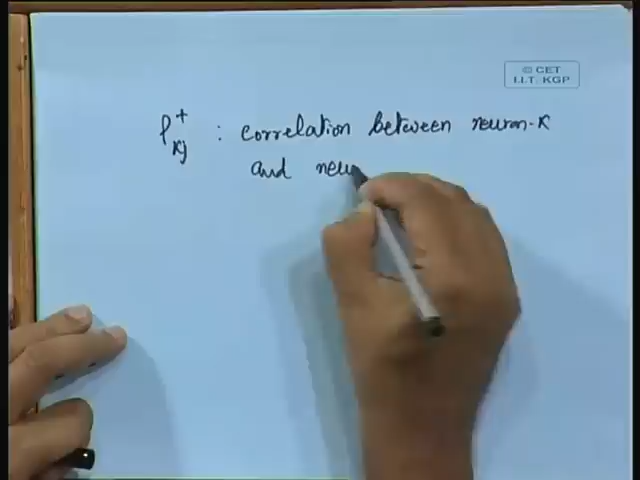 © CET
I.I.T. KGP
ρ⁺ₖⱼ : correlation between neuron-K
and neu